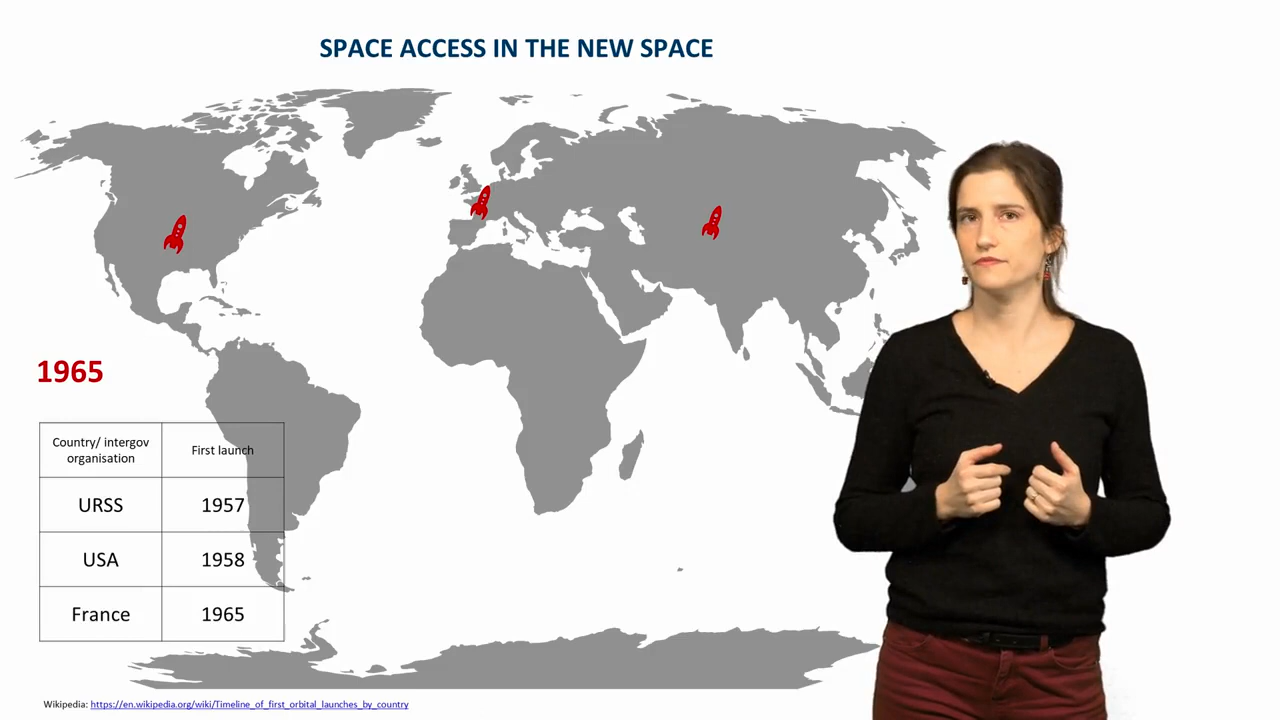 SPACE ACCESS IN THE NEW SPACE
1965
Country/ intergov
organisation
First launch
URSS
1957
USA
1958
France
1965
Wikipedia: https://en.wikipedia.org/wiki/Timeline_of_first_orbital_launches_by_country